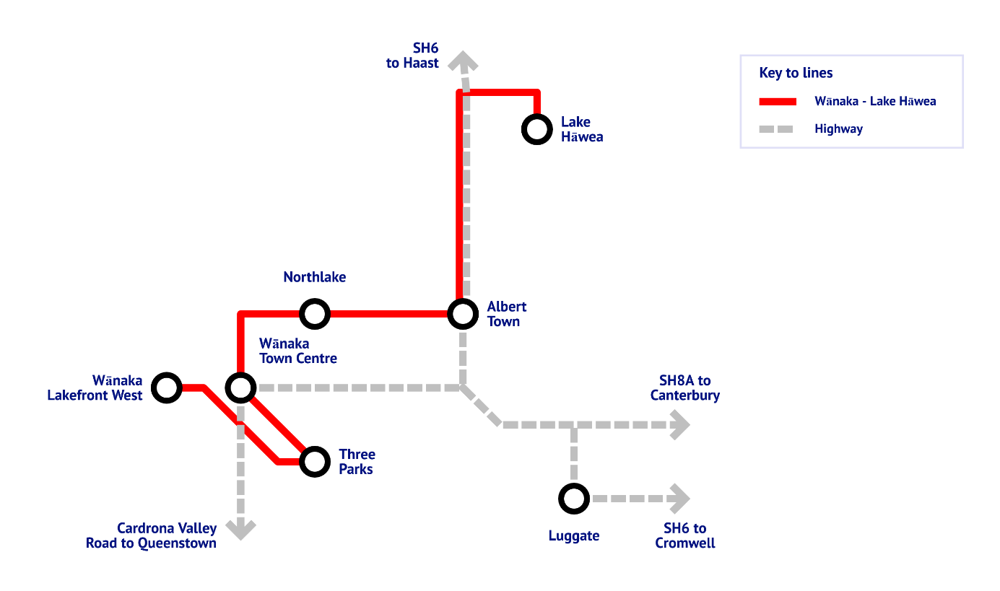 SH6
to Haast
Key to lines
Wānaka - Lake Hāwea
Highway
Lake
Hāwea
Northlake
Albert
Town
Wānaka
Town Centre
Wānaka
Lakefront West
SH8A to
Canterbury
Three
Parks
Cardrona Valley
Road to Queenstown
Luggate
SH6 to
Cromwell